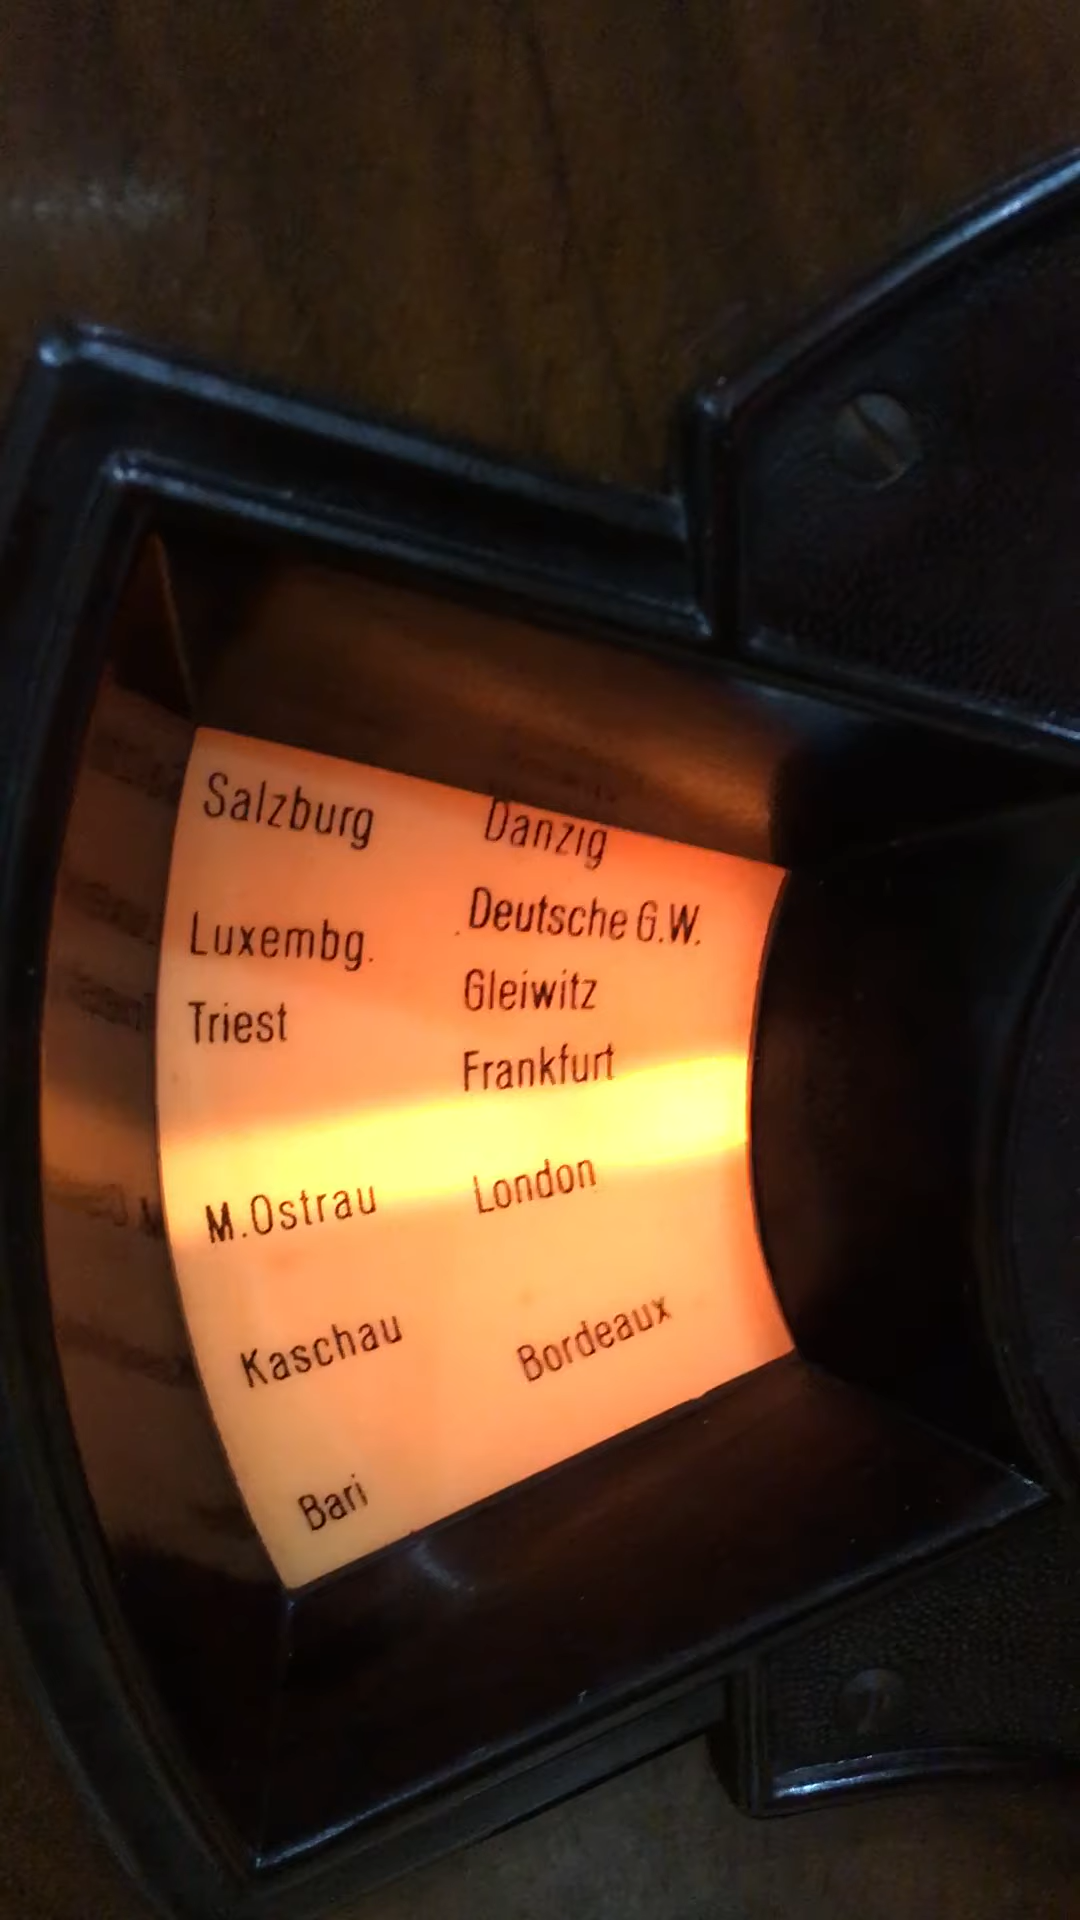 Salzburg
Luxembg.
Triest
M.Ostrau
Kaschau
Bari
Danzig
Deutsche G.W.
Gleiwitz
Frankfurt
London
Bordeaux